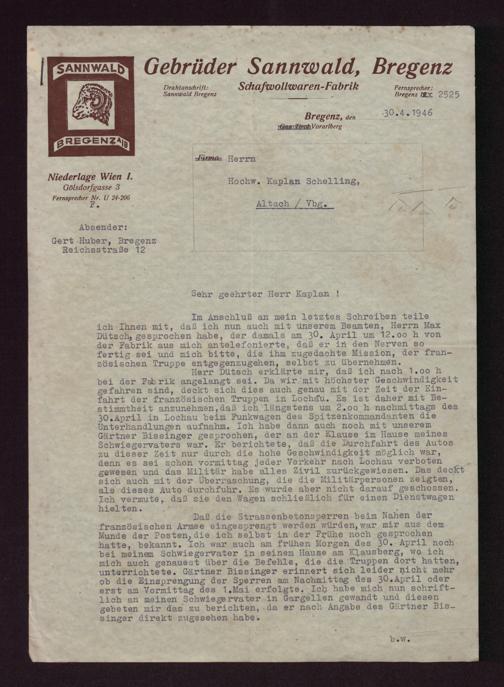 SANNWALD
BREGENZ A/B
Gebrüder Sannwald, Bregenz
Drahtanschrift:
Sannwald Bregenz
Schafwollwaren-Fabrik
Fernsprecher:
Bregenz 2525
Bregenz, den 30.4.1946
Vorarlberg
Niederlage Wien I.
Gölsdorfgasse 3
Fernsprecher Nr. U 24-206
F.
Firma Herrn
Hochw. Kaplan Schelling,
Altach / Vbg.
Absender:
Gert Huber, Bregenz
Reichsstraße 12
Sehr geehrter Herr Kaplan !
Im Anschluß an mein letztes Schreiben teile
ich Ihnen mit, daß ich nun auch mit unserem Beamten, Herrn Max
Dütsch, gesprochen habe, der damals am 30. April um 12.oo h von
der Fabrik aus mich antelefonierte, daß er in den Nerven so
fertig sei und mich bitte, die ihm zugedachte Mission, der fran-
zösischen Truppe entgegenzugehen, selbst zu übernehmen.
Herr Dütsch erklärte mir, daß ich nach 1.oo h
bei der Fabrik angelangt sei. Da wir mit höchster Geschwindigkeit
gefahren sind, deckt sich dies auch genau mit der Zeit der Ein-
fahrt der französischen Truppen in Lochau. Es ist daher mit Be-
stimmtheit anzunehmen,daß ich längstens um 2.oo h nachmittags dem
30.April in Lochau beim Funkwagen des Spitzenkommandanten die
Unterhandlungen aufnahm. Ich habe dann auch noch mit unserem
Gärtner Bissinger gesprochen, der an der Klause im Hause meines
Schwiegervaters war. Er berichtete, daß die Durchfahrt des Autos
zu dieser Zeit nur durch die hohe Geschwindigkeit möglich war,
denn es sei schon vormittag jeder Verkehr nach Lochau verboten
gewesen und das Militär habe alles Zivil zurückgewiesen. Das deckt
sich auch mit der Überraschung, die die Militärpersonen zeigten,
als dieses Auto durchfuhr. Es wurde aber nicht darauf geschossen.
Ich vermute, daß sie den Wagen schließlich für einen Dienstwagen
hielten.
Daß die Strassenbetonsperren beim Nahen der
französischen Armee eingesprengt werden würden,war mir aus dem
Munde der Posten,die ich selbst in der Frühe noch gesprochen
hatte, bekannt. Ich war auch am frühen Morgen des 30. April noch
bei meinem Schwiegervater in seinem Hause am Klausberg, wo ich
mich auch genauest über die Befehle, die die Truppen dort hatten,
unterrichtete. Gärtner Bissinger erinnert sich leider nicht mehr
ob die Einsprengung der Sperren am Nachmittag des 30.April oder
erst am Vormittag des 1.Mai erfolgte. Ich habe mich nun schrift-
lich an meinen Schwiegervater in Gargellen gewandt und diesen
gebeten mir das zu berichten, da er nach Angabe des Gärtner Bis-
singer direkt zugesehen habe.
b.w.